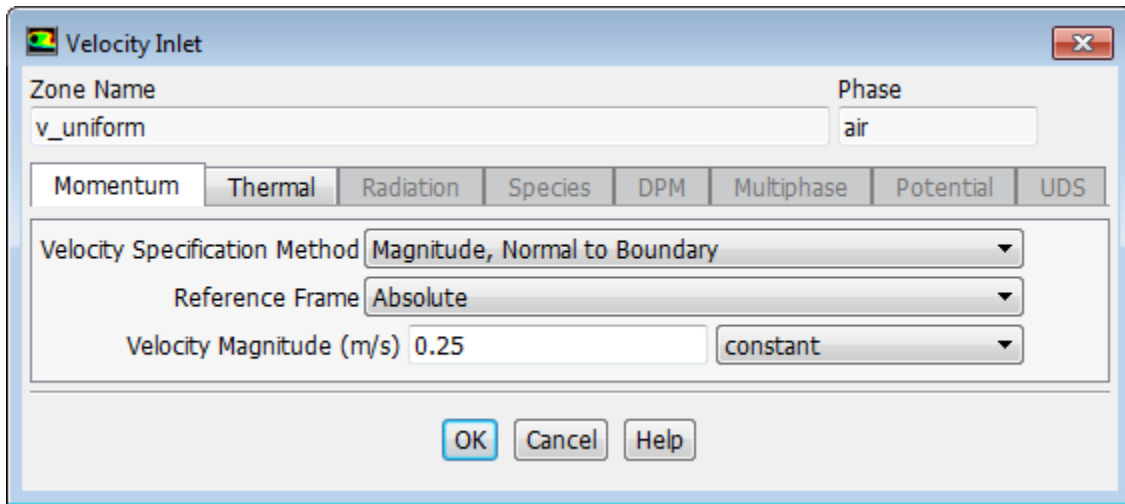 Velocity Inlet
Zone Name Phase
v_uniform air
Momentum Thermal Radiation Species DPM Multiphase Potential UDS
Velocity Specification Method Magnitude, Normal to Boundary
Reference Frame Absolute
Velocity Magnitude (m/s) 0.25 constant
OK Cancel Help